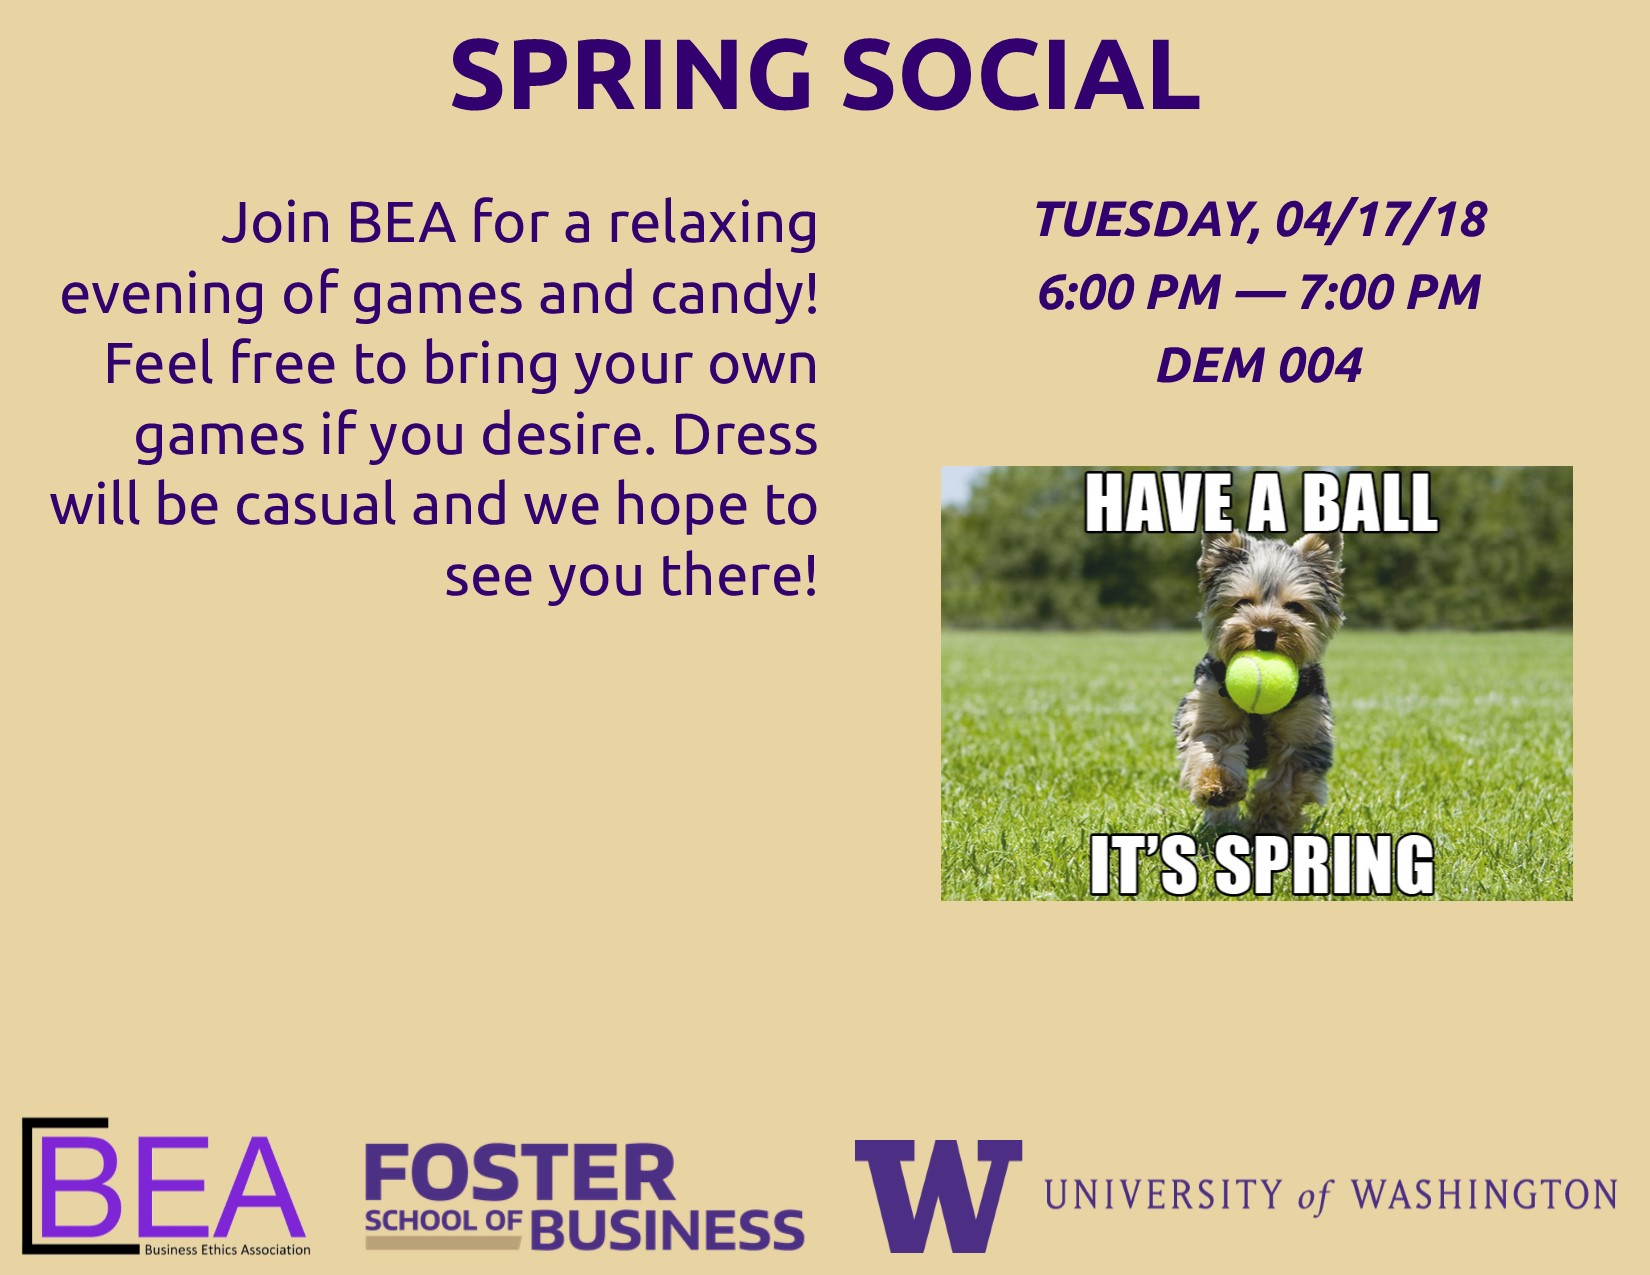 SPRING SOCIAL
Join BEA for a relaxing
evening of games and candy!
Feel free to bring your own
games if you desire. Dress
will be casual and we hope to
see you there!
TUESDAY, 04/17/18
6:00 PM — 7:00 PM
DEM 004
HAVE A BALL
IT'S SPRING
BEA
Business Ethics Association
FOSTER
SCHOOL OF BUSINESS
W UNIVERSITY of WASHINGTON